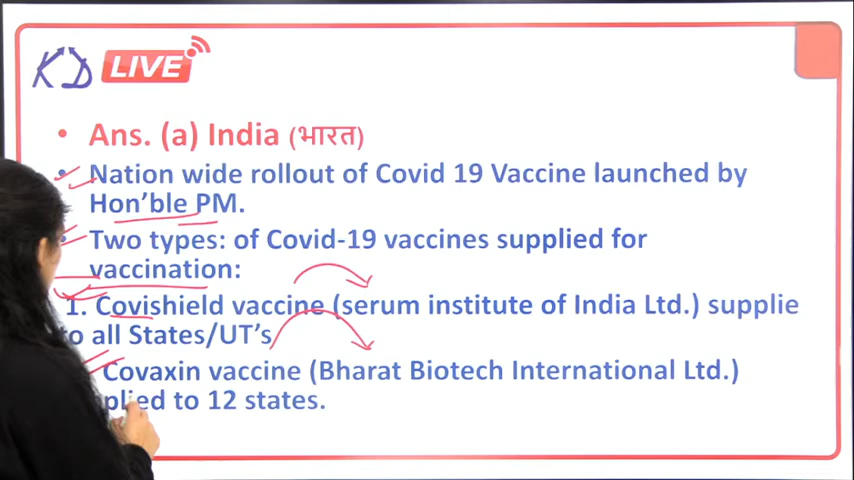 KD LIVE
• Ans. (a) India (भारत)
• Nation wide rollout of Covid 19 Vaccine launched by
Hon'ble PM.
• Two types: of Covid-19 vaccines supplied for
vaccination:
1. Covishield vaccine (serum institute of India Ltd.) supplie
to all States/UT's
Covaxin vaccine (Bharat Biotech International Ltd.)
plied to 12 states.